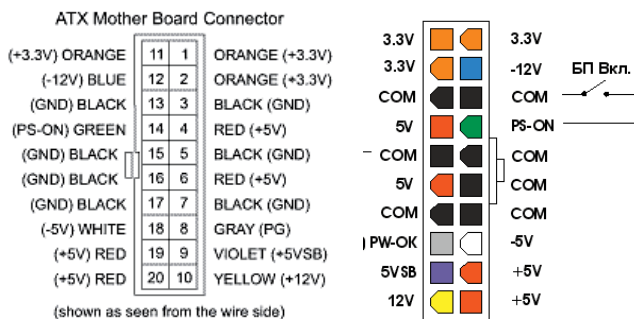 ATX Mother Board Connector
(+3.3V) ORANGE 11 1 ORANGE (+3.3V)
(-12V) BLUE 12 2 ORANGE (+3.3V)
(GND) BLACK 13 3 BLACK (GND)
(PS-ON) GREEN 14 4 RED (+5V)
(GND) BLACK 15 5 BLACK (GND)
(GND) BLACK 16 6 RED (+5V)
(GND) BLACK 17 7 BLACK (GND)
(-5V) WHITE 18 8 GRAY (PG)
(+5V) RED 19 9 VIOLET (+5VSB)
(+5V) RED 20 10 YELLOW (+12V)
(shown as seen from the wire side)
3.3V 3.3V
3.3V -12V БП Вкл.
COM COM
5V PS-ON
COM COM
5V COM
COM COM
) PW-OK -5V
5VSB +5V
12V +5V